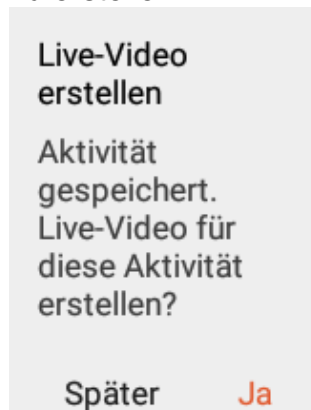 Live-Video
erstellen
Aktivität
gespeichert.
Live-Video für
diese Aktivität
erstellen?
Später Ja